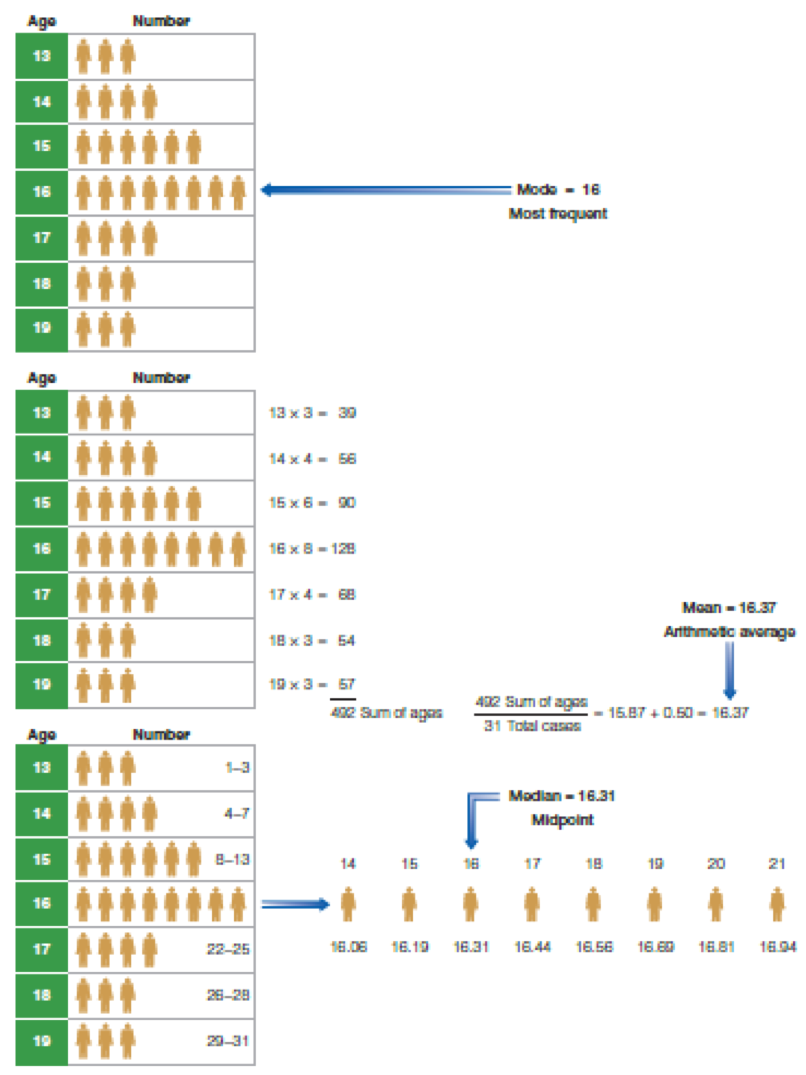 Age Number
13
14
15
16 Mode = 16
Most frequent
17
18
19
Age Number
13 13 x 3 = 39
14 14 x 4 = 56
15 15 x 6 = 90
16 16 x 8 = 128
17 17 x 4 = 68
Mean = 16.37
18 18 x 3 = 54
Arithmetic average
19 19 x 3 = 57
492 Sum of ages
492 Sum of ages
31 Total cases
= 15.87 + 0.50 = 16.37
Age Number
13 1–3
14 4–7
Median = 16.31
Midpoint
15 8–13
14 15 16 17 18 19 20 21
16
17 22–25
16.06 16.19 16.31 16.44 16.56 16.69 16.81 16.94
18 26–28
19 29–31